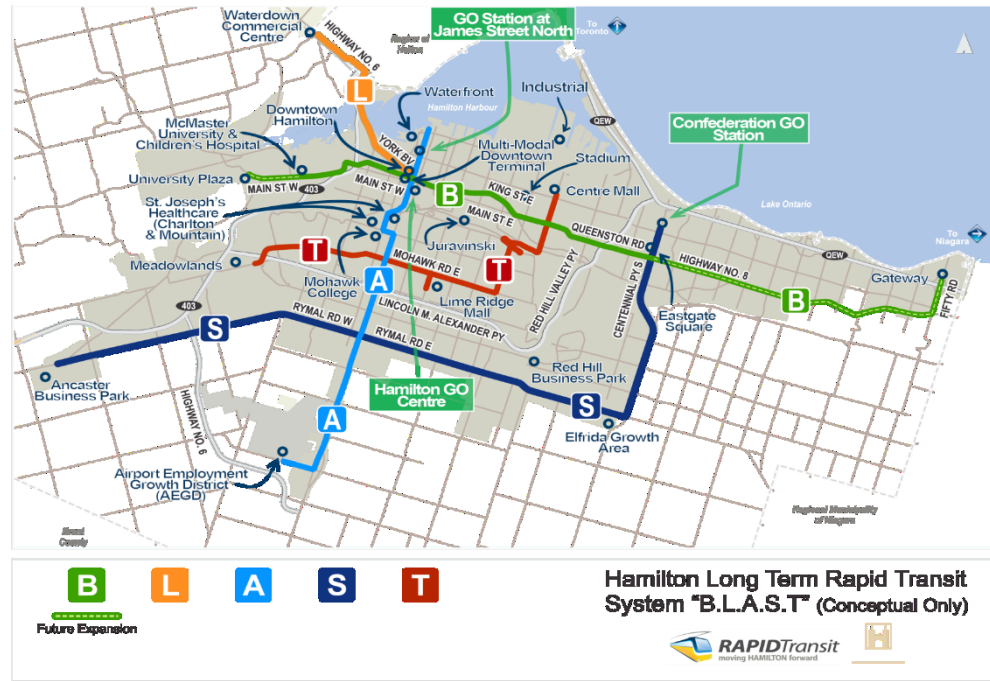 Waterdown
Commercial
Centre
HIGHWAY NO. 6
Region of
Halton
GO Station at
James Street North
To
Toronto
L
Waterfront
Hamilton Harbour
Industrial
QEW
Downtown
Hamilton
McMaster
University &
Children's Hospital
YORK BV
Multi-Modal
Downtown
Terminal
Confederation GO
Station
Stadium
University Plaza
MAIN ST W
403
MAIN ST W
B
KING ST E
Centre Mall
Lake Ontario
St. Joseph's
Healthcare
(Charlton
& Mountain)
MAIN ST E
Juravinski
QUEENSTON RD
To
Niagara
Meadowlands
T
MOHAWK RD E
T
HIGHWAY NO. 8
QEW
Gateway
Mohawk
College
A
Lime Ridge
Mall
RED HILL VALLEY PY
CENTENNIAL PY S
Eastgate
Square
B
FIFTY RD
403
LINCOLN M. ALEXANDER PY
S
RYMAL RD W
RYMAL RD E
Ancaster
Business Park
Red Hill
Business Park
Hamilton GO
Centre
S
HIGHWAY NO. 6
A
Elfrida Growth
Area
Airport Employment
Growth District
(AEGD)
Brant
County
Regional Municipality
of Niagara
B
L
A
S
T
Future Expansion
Hamilton Long Term Rapid Transit
System "B.L.A.S.T" (Conceptual Only)
RAPIDTransit
moving HAMILTON forward